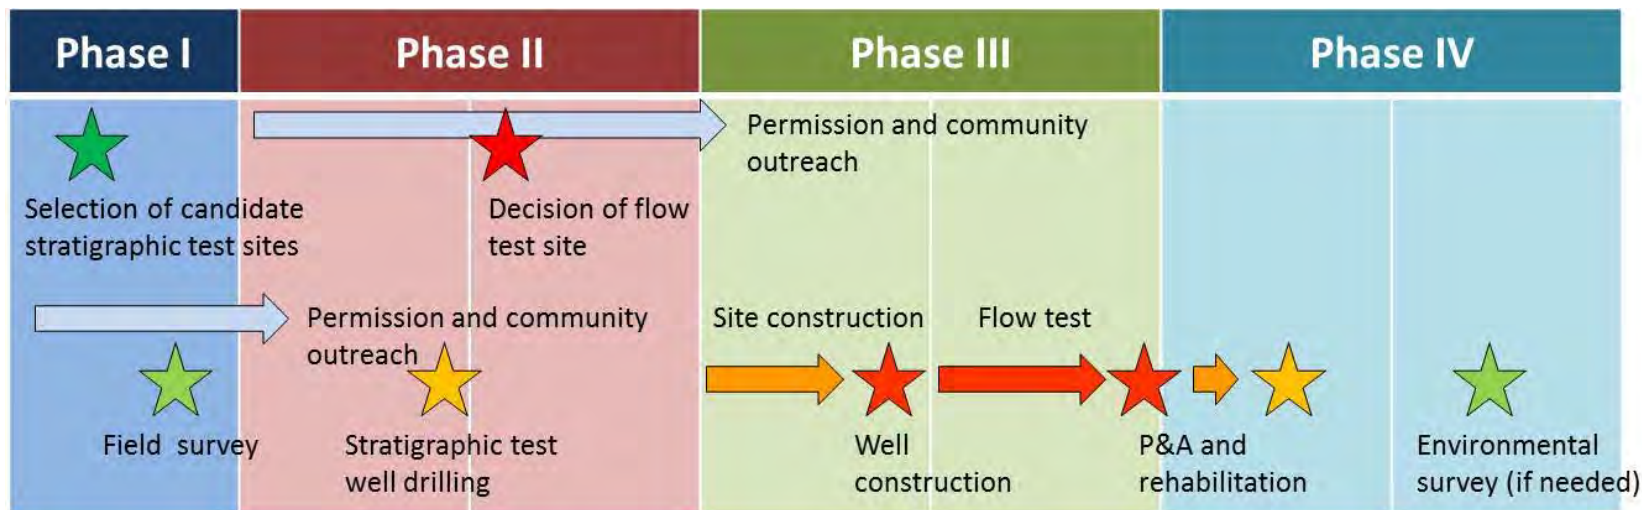 Phase I
Phase II
Phase III
Phase IV
Permission and community
outreach
Selection of candidate
stratigraphic test sites
Decision of flow
test site
Permission and community
outreach
Site construction
Flow test
Field survey
Stratigraphic test
well drilling
Well
construction
P&A and
rehabilitation
Environmental
survey (if needed)